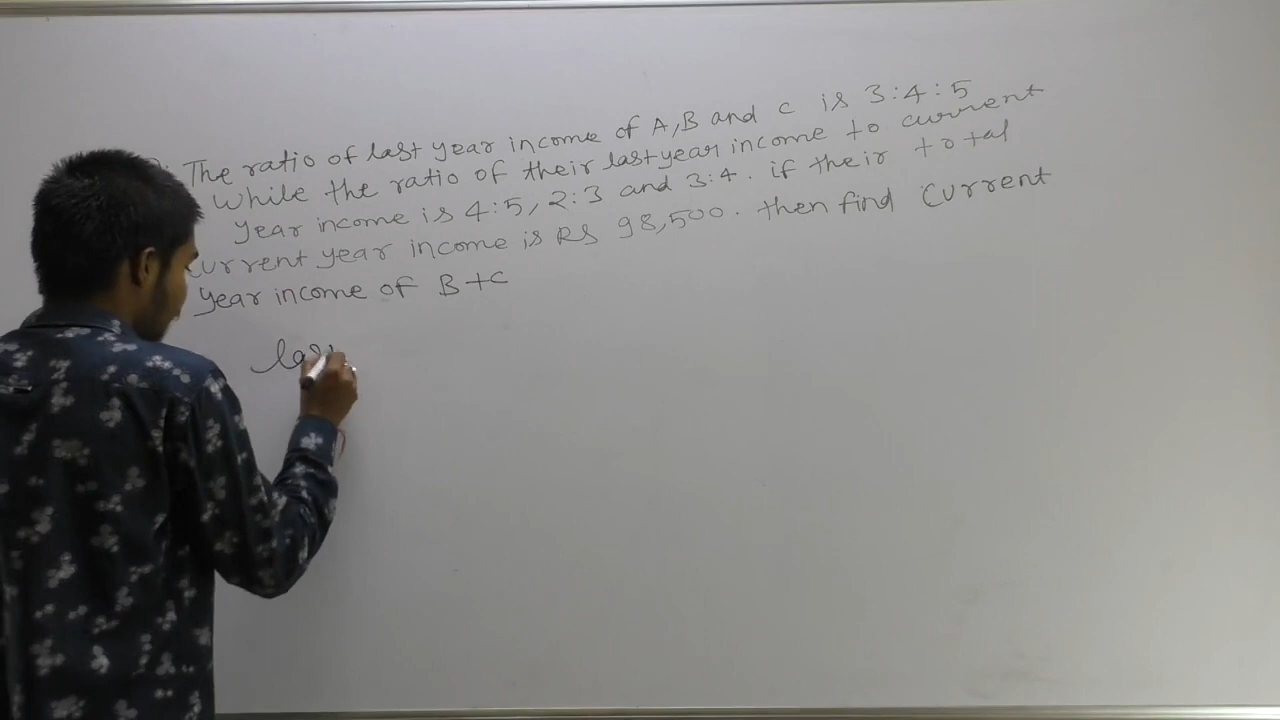 The ratio of last year income of A, B and C is 3:4:5
While the ratio of their last year income to current
year income is 4:5, 2:3 and 3:4. if their total
current year income is RS 98,500. then find current
year income of B+C